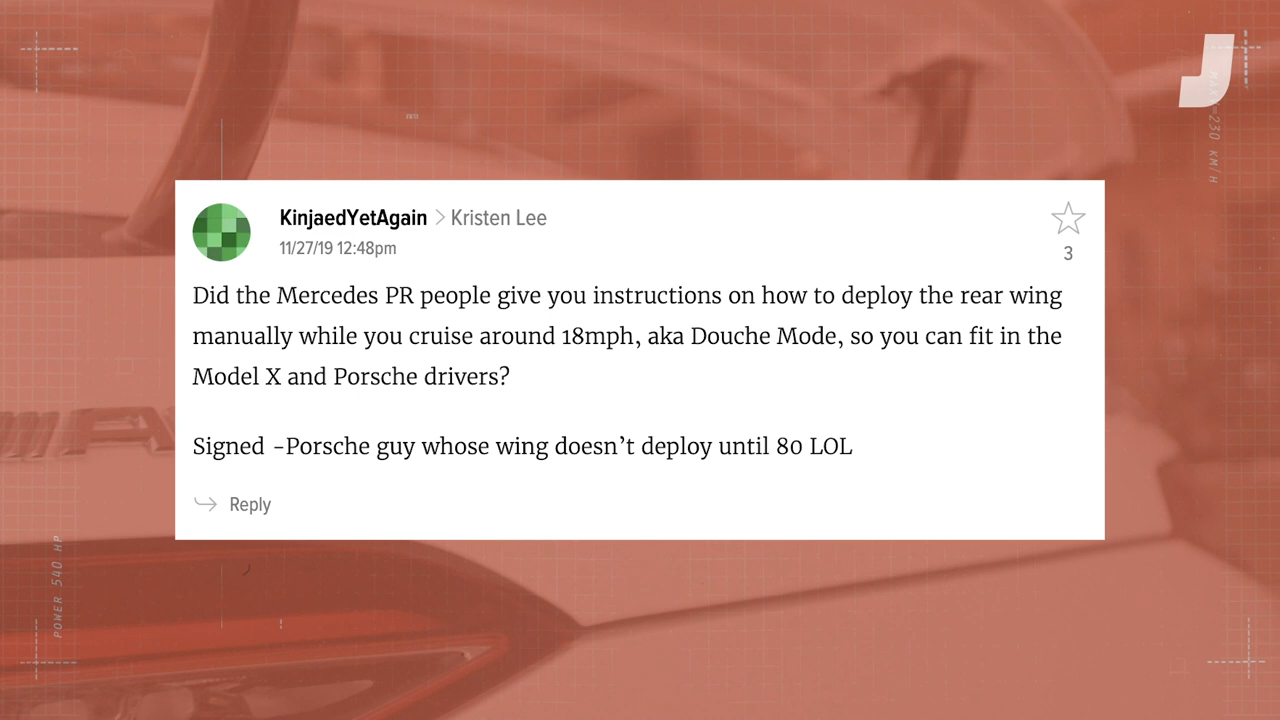 J
MAX 230 KM/H
KinjaedYetAgain > Kristen Lee
11/27/19 12:48pm
3
Did the Mercedes PR people give you instructions on how to deploy the rear wing
manually while you cruise around 18mph, aka Douche Mode, so you can fit in the
Model X and Porsche drivers?
Signed -Porsche guy whose wing doesn’t deploy until 80 LOL
Reply
POWER 540 HP